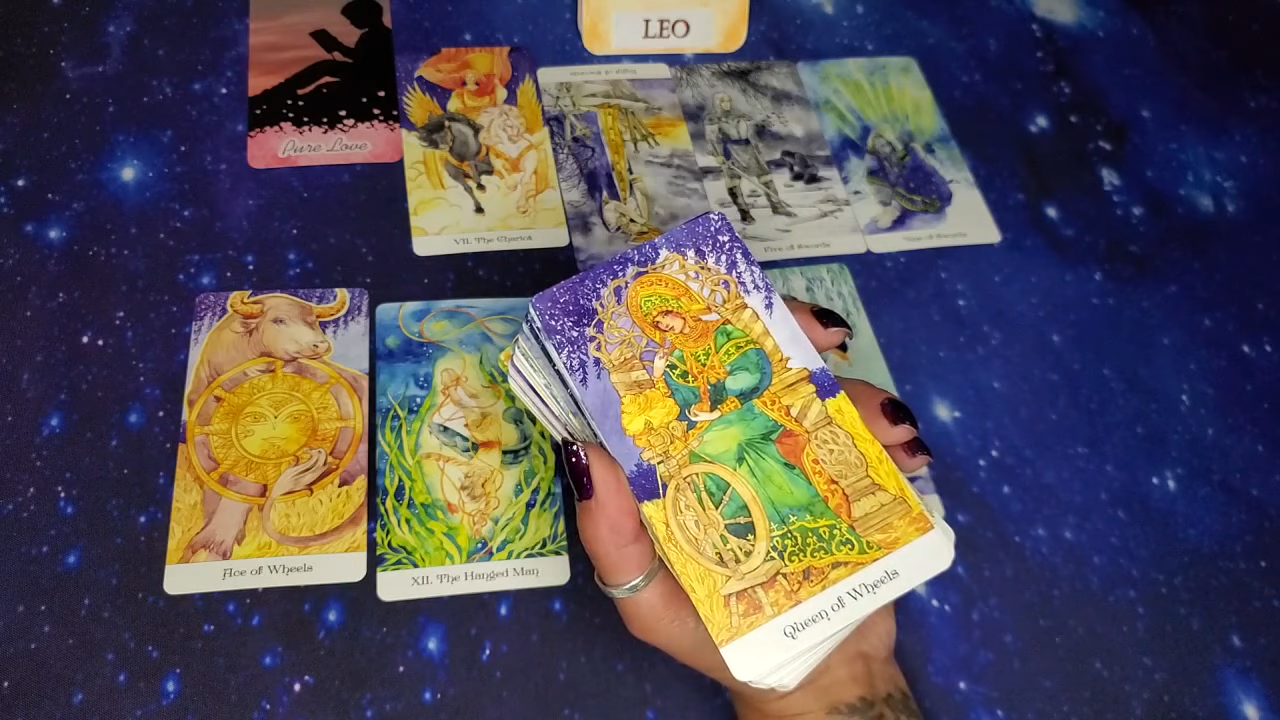 LEO
Pure Love
VII. The Chariot
Five of Swords
Ace of Wheels
XII. The Hanged Man
Queen of Wheels